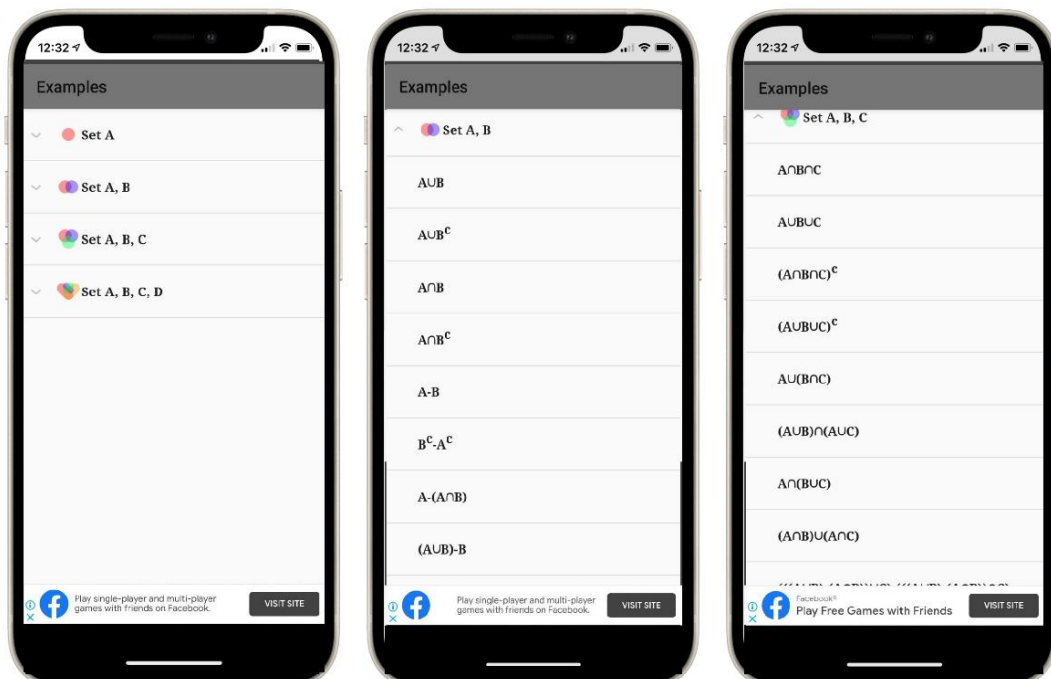 12:32
Examples
Set A
Set A, B
Set A, B, C
Set A, B, C, D
Play single-player and multi-player
games with friends on Facebook.
VISIT SITE
12:32
Examples
Set A, B
A∪B
A∪Bᶜ
A∩B
A∩Bᶜ
A-B
Bᶜ-Aᶜ
A-(A∩B)
(A∪B)-B
Play single-player and multi-player
games with friends on Facebook.
VISIT SITE
12:32
Examples
Set A, B, C
A∩B∩C
A∪B∪C
(A∩B∩C)ᶜ
(A∪B∪C)ᶜ
A∪(B∩C)
(A∪B)∩(A∪C)
A∩(B∪C)
(A∩B)∪(A∩C)
Facebook®
Play Free Games with Friends
VISIT SITE